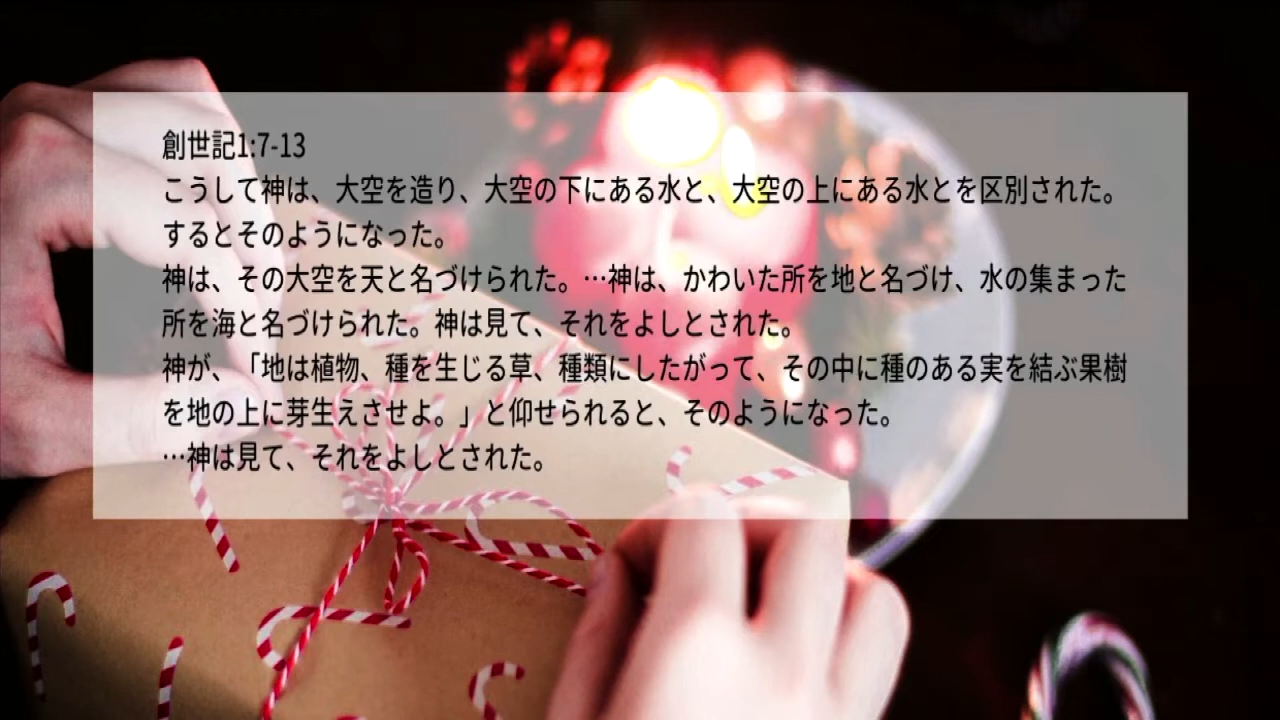 創世記1:7-13
こうして神は、大空を造り、大空の下にある水と、大空の上にある水とを区別された。
するとそのようになった。
神は、その大空を天と名づけられた。…神は、かわいた所を地と名づけ、水の集まった
所を海と名づけられた。神は見て、それをよしとされた。
神が、「地は植物、種を生じる草、種類にしたがって、その中に種のある実を結ぶ果樹
を地の上に芽生えさせよ。」と仰せられると、そのようになった。
…神は見て、それをよしとされた。